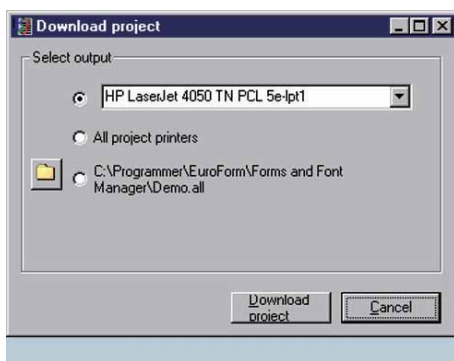 Download project
Select output
HP LaserJet 4050 TN PCL 5e-lpt1
All project printers
C:\Programmer\EuroForm\Forms and Font
Manager\Demo.all
Download
project
Cancel